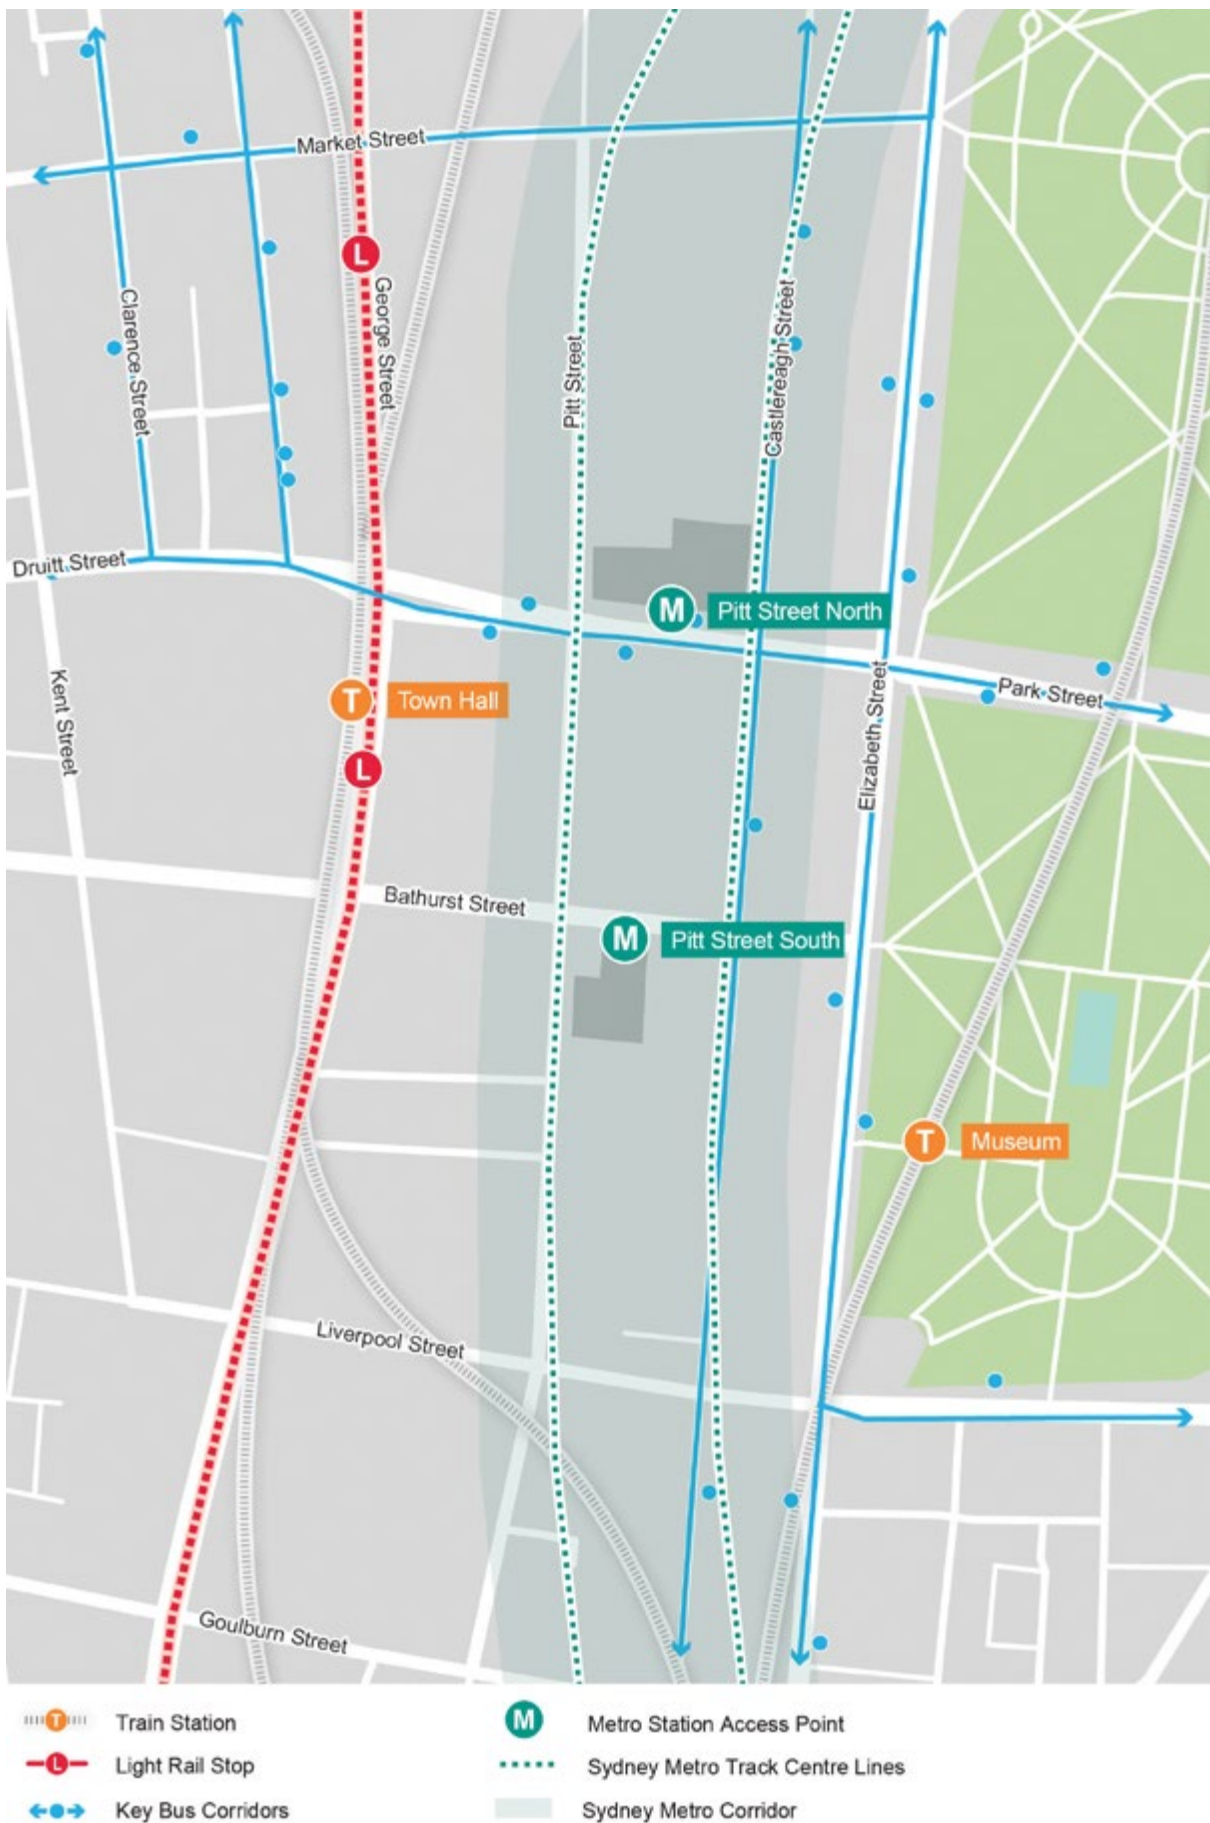 Market Street
L
George Street
Clarence Street
Pitt Street
Castlereagh Street
Druitt Street
M Pitt Street North
Kent Street
T Town Hall
Elizabeth Street
Park Street
L
Bathurst Street
M Pitt Street South
T Museum
Liverpool Street
Goulburn Street
T Train Station
M Metro Station Access Point
L Light Rail Stop
Sydney Metro Track Centre Lines
Key Bus Corridors
Sydney Metro Corridor